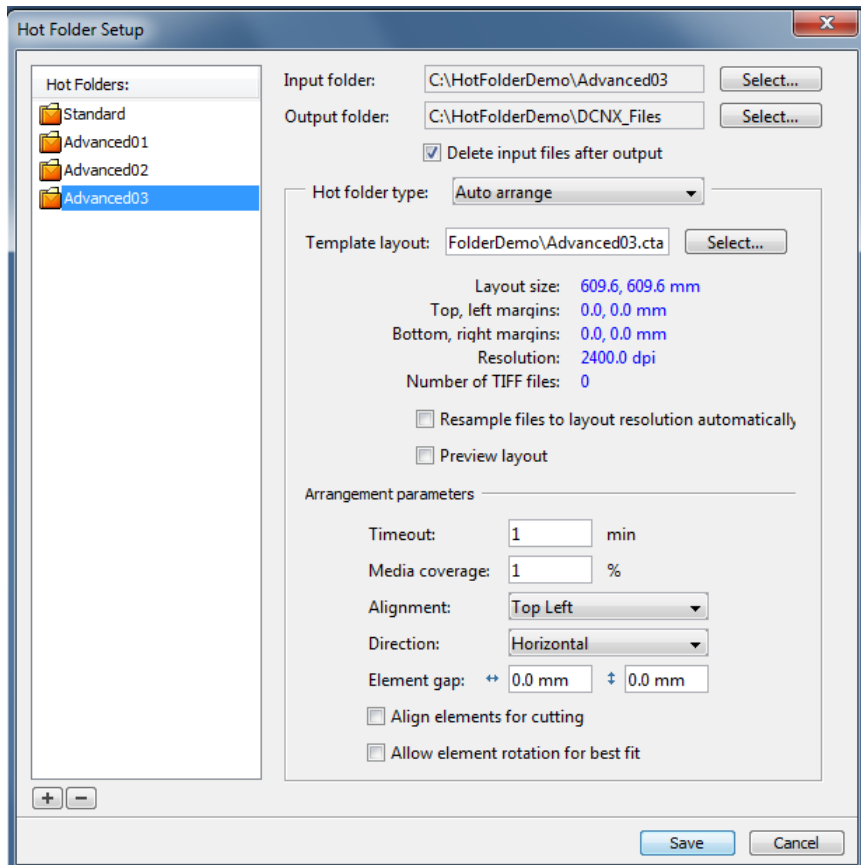 Hot Folder Setup
Hot Folders:
Standard
Advanced01
Advanced02
Advanced03
Input folder: C:\HotFolderDemo\Advanced03 Select...
Output folder: C:\HotFolderDemo\DCNX_Files Select...
Delete input files after output
Hot folder type: Auto arrange
Template layout: FolderDemo\Advanced03.cta Select...
Layout size: 609.6, 609.6 mm
Top, left margins: 0.0, 0.0 mm
Bottom, right margins: 0.0, 0.0 mm
Resolution: 2400.0 dpi
Number of TIFF files: 0
Resample files to layout resolution automatically
Preview layout
Arrangement parameters
Timeout: 1 min
Media coverage: 1 %
Alignment: Top Left
Direction: Horizontal
Element gap: ↔ 0.0 mm ↕ 0.0 mm
Align elements for cutting
Allow element rotation for best fit
+ −
Save Cancel